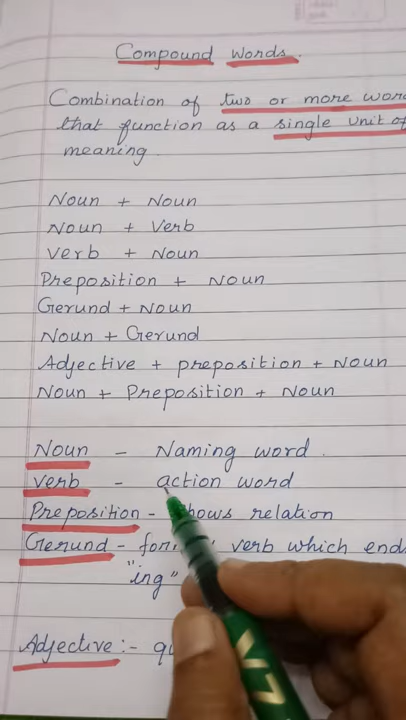 Compound Words.
Combination of two or more wor
that function as a single unit of
meaning.
Noun + Noun
Noun + Verb
Verb + Noun
Preposition + Noun
Gerund + Noun
Noun + Gerund
Adjective + preposition + Noun
Noun + Preposition + Noun
Noun - Naming word.
Verb - action word
Preposition - shows relation
Gerund - verb which end
"ing"
Adjective :-